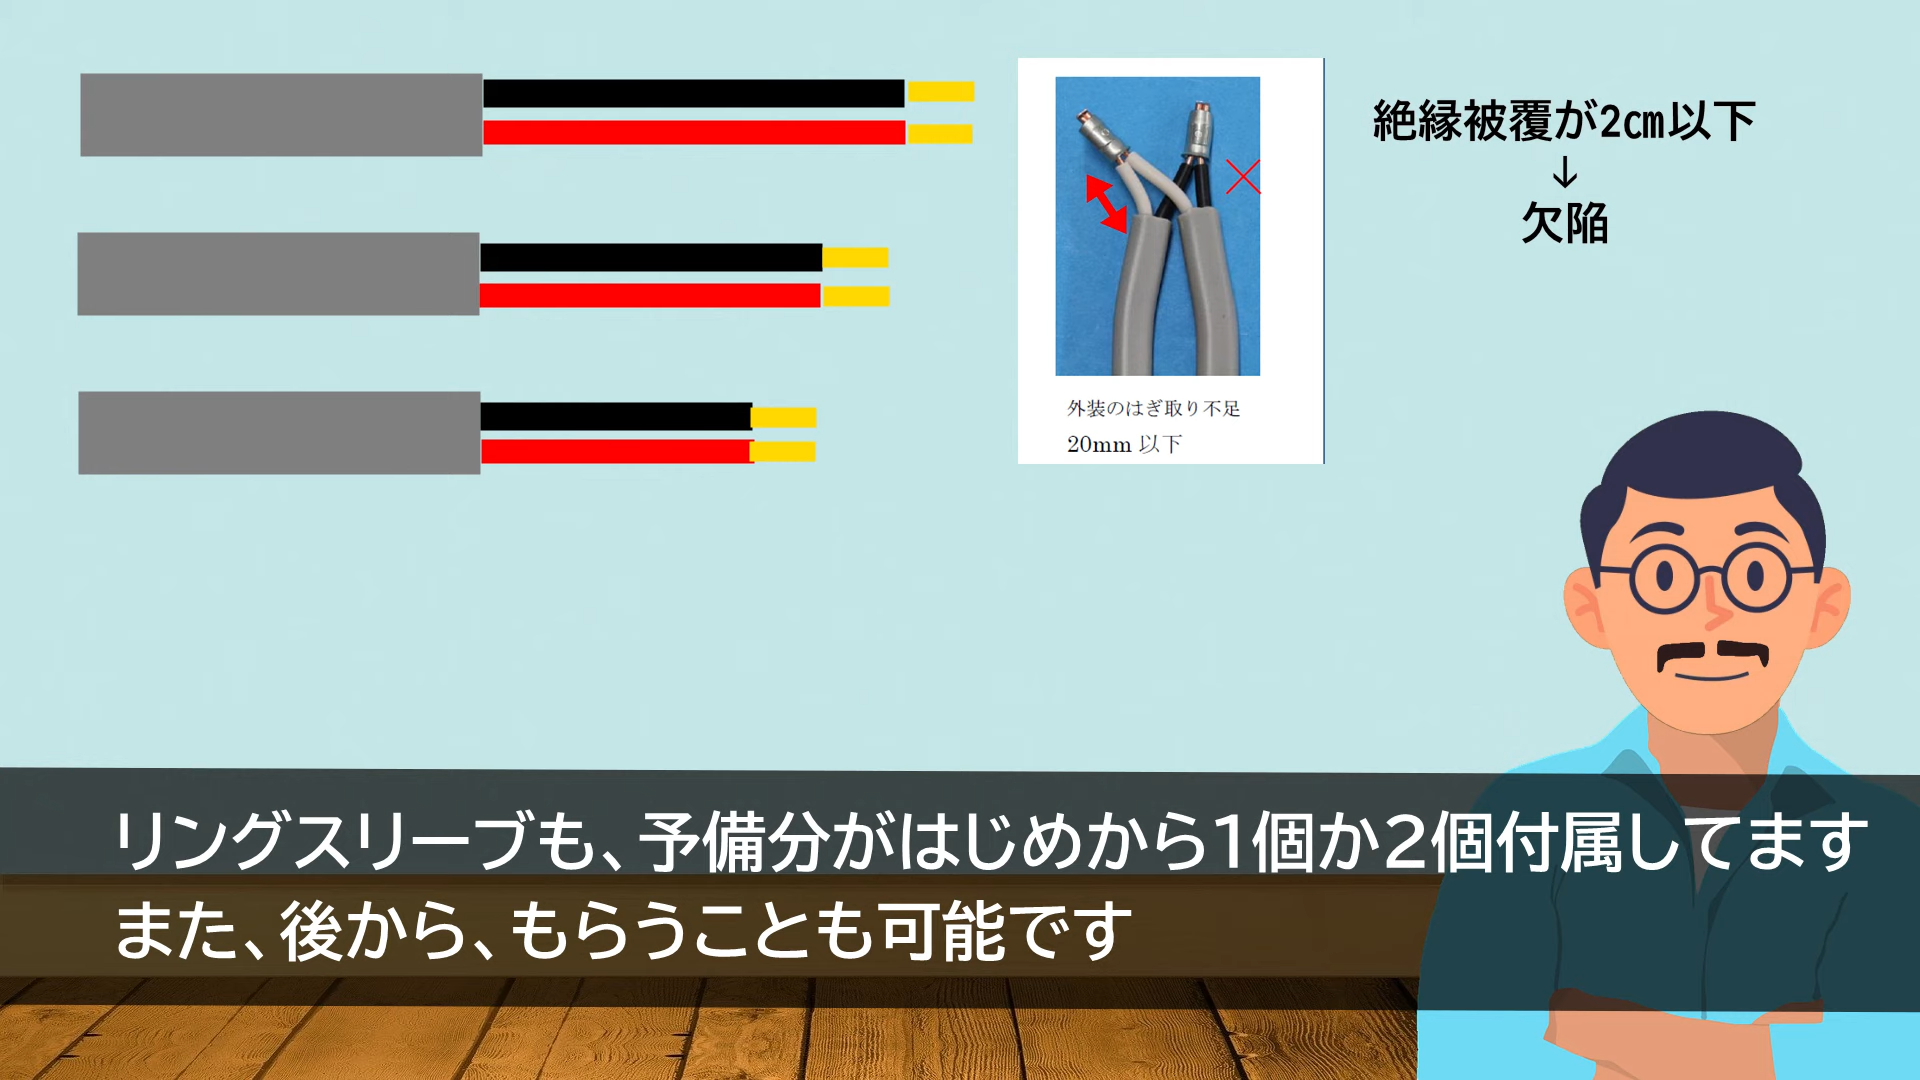 絶縁被覆が2㎝以下
↓
欠陥
外装のはぎ取り不足
20mm 以下
リングスリーブも、予備分がはじめから1個か2個付属してます
また、後から、もらうことも可能です